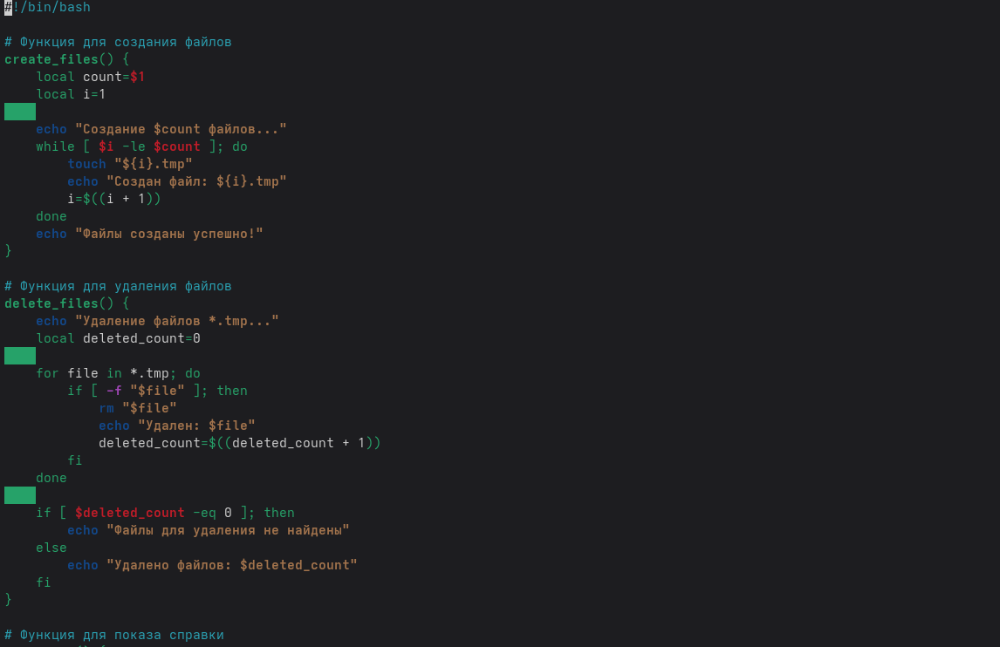 #!/bin/bash

# Функция для создания файлов
create_files() {
    local count=$1
    local i=1

    echo "Создание $count файлов..."
    while [ $i -le $count ]; do
        touch "${i}.tmp"
        echo "Создан файл: ${i}.tmp"
        i=$((i + 1))
    done
    echo "Файлы созданы успешно!"
}

# Функция для удаления файлов
delete_files() {
    echo "Удаление файлов *.tmp..."
    local deleted_count=0

    for file in *.tmp; do
        if [ -f "$file" ]; then
            rm "$file"
            echo "Удален: $file"
            deleted_count=$((deleted_count + 1))
        fi
    done

    if [ $deleted_count -eq 0 ]; then
        echo "Файлы для удаления не найдены"
    else
        echo "Удалено файлов: $deleted_count"
    fi
}

# Функция для показа справки